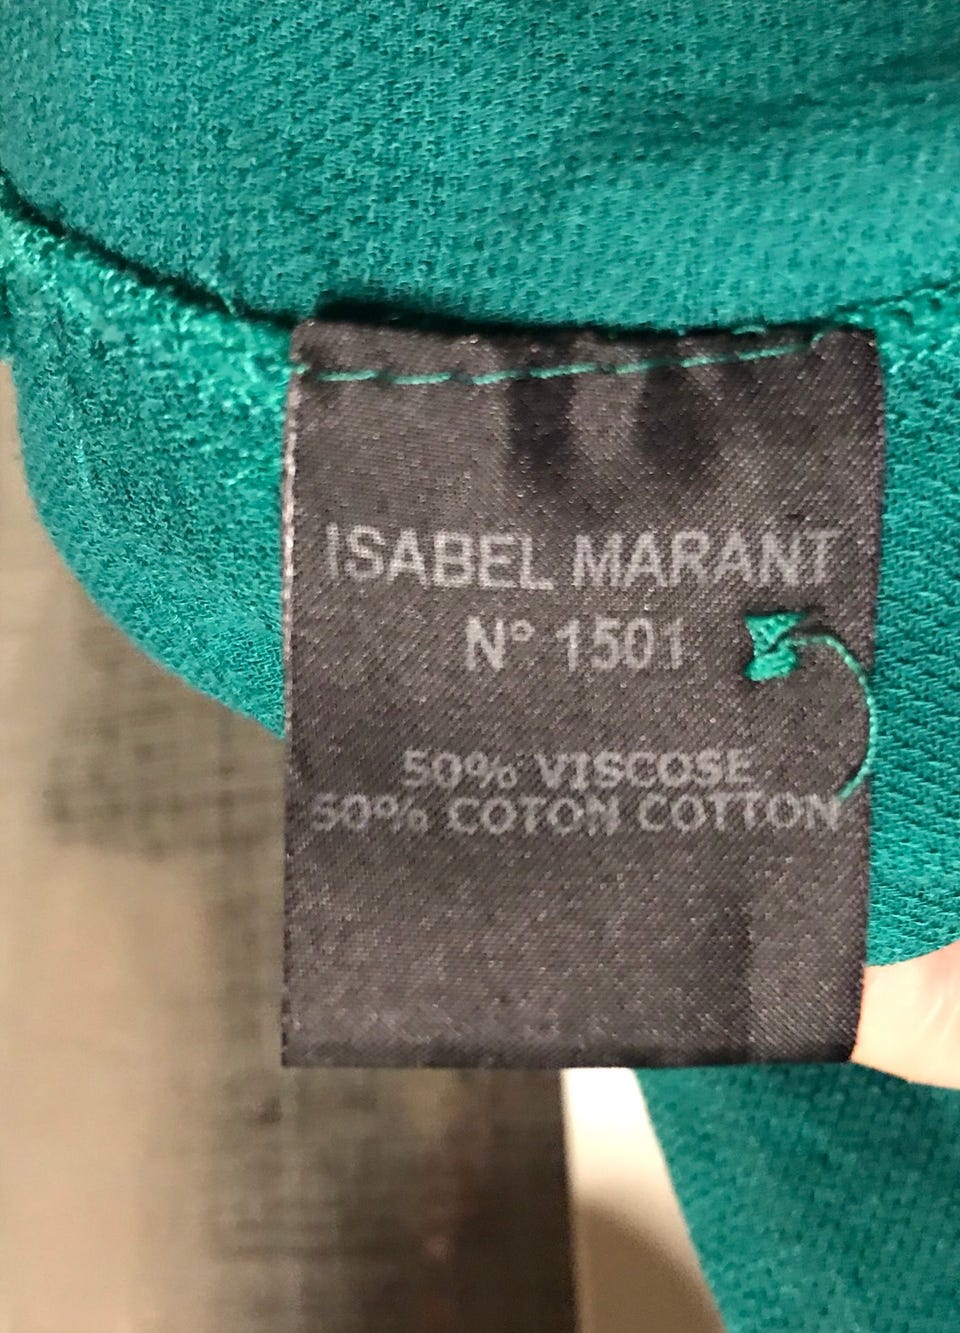 ISABEL MARANT
N° 1501
50% VISCOSE
50% COTON COTTON